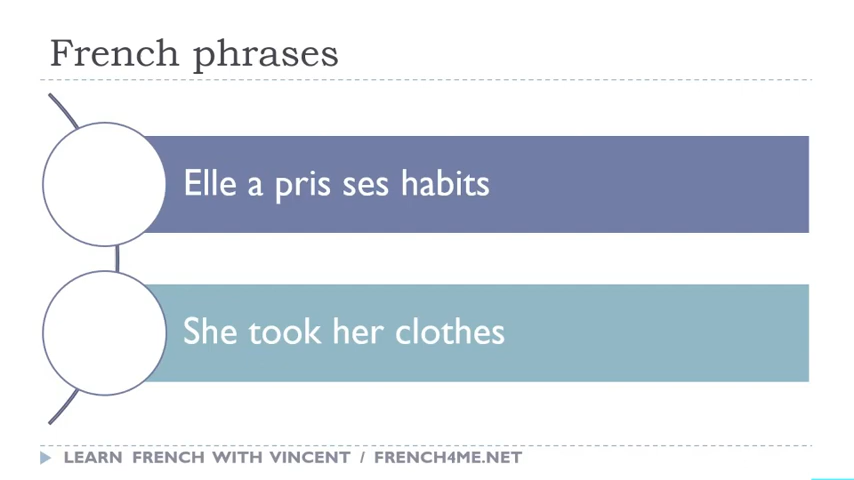 French phrases
Elle a pris ses habits
She took her clothes
LEARN FRENCH WITH VINCENT / FRENCH4ME.NET